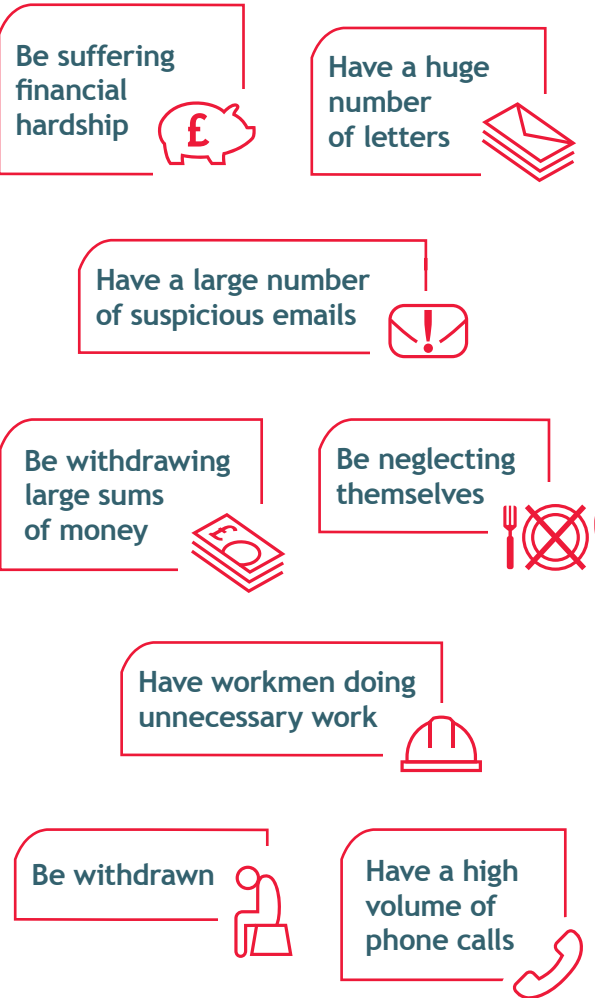 Be suffering
financial
hardship
£
Have a huge
number
of letters
Have a large number
of suspicious emails
!
Be withdrawing
large sums
of money
£
Be neglecting
themselves
Have workmen doing
unnecessary work
Be withdrawn
Have a high
volume of
phone calls